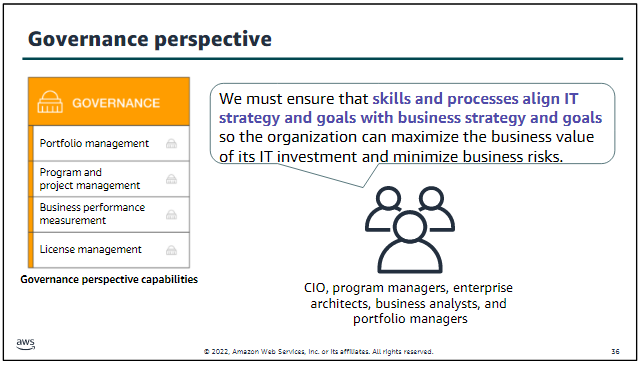 Governance perspective
GOVERNANCE
Portfolio management
Program and
project management
Business performance
measurement
License management
Governance perspective capabilities
We must ensure that skills and processes align IT
strategy and goals with business strategy and goals
so the organization can maximize the business value
of its IT investment and minimize business risks.
CIO, program managers, enterprise
architects, business analysts, and
portfolio managers
aws
© 2022, Amazon Web Services, Inc. or its affiliates. All rights reserved.
36